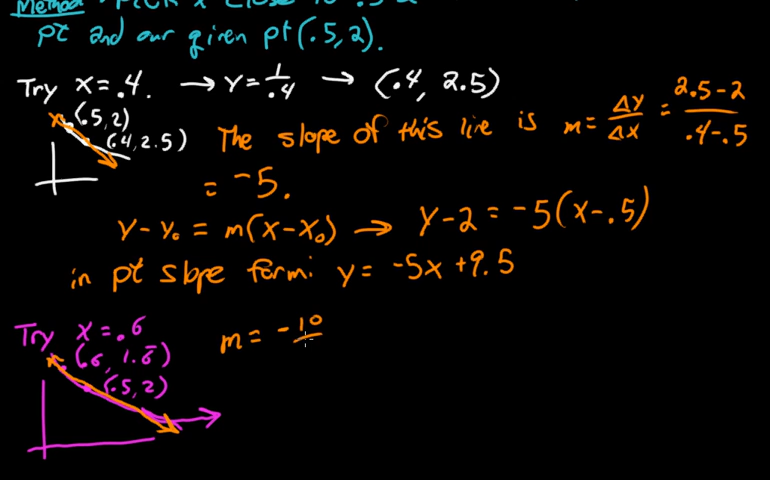 Method: Pick x close to .5
pt and our given pt (.5, 2).
Try x = .4. → y = 1/.4 → (.4, 2.5)
(.5, 2)
(.4, 2.5)
The slope of this line is m = Δy/Δx = 2.5-2/.4-.5
= -5.
y - y₀ = m(x - x₀) → y - 2 = -5(x - .5)
in pt slope form: y = -5x + 9.5
Try x = .6
(.6, 1.6̄)
(.5, 2)
m = -10